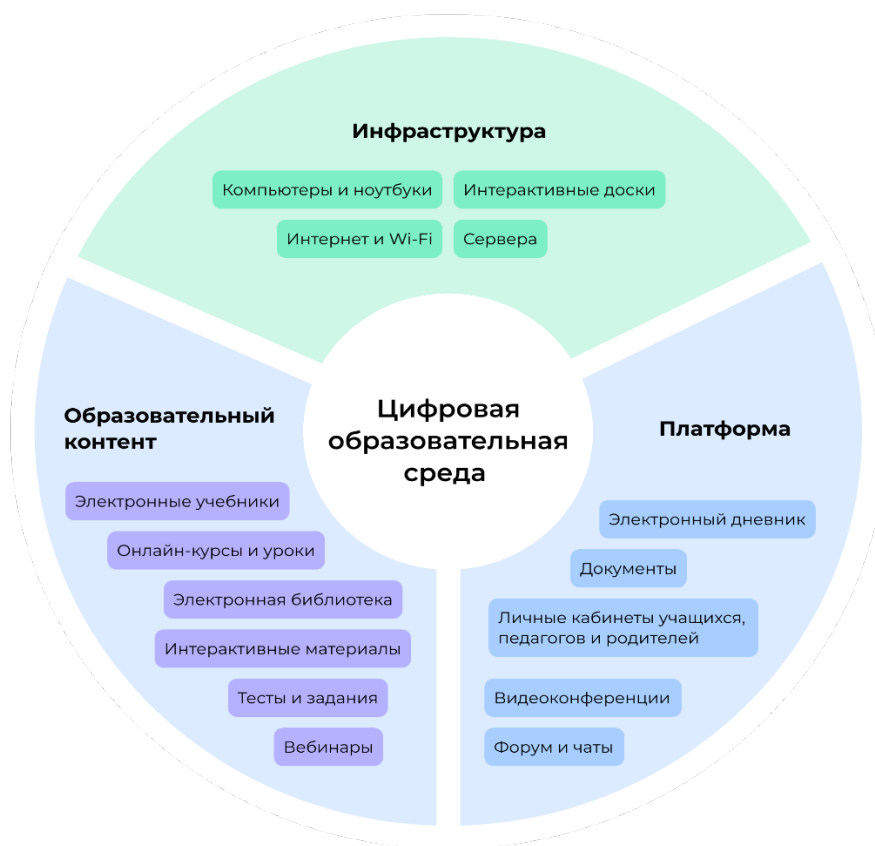 Инфраструктура
Компьютеры и ноутбуки
Интерактивные доски
Интернет и Wi-Fi
Сервера
Цифровая
образовательная
среда
Образовательный
контент
Электронные учебники
Онлайн-курсы и уроки
Электронная библиотека
Интерактивные материалы
Тесты и задания
Вебинары
Платформа
Электронный дневник
Документы
Личные кабинеты учащихся,
педагогов и родителей
Видеоконференции
Форум и чаты